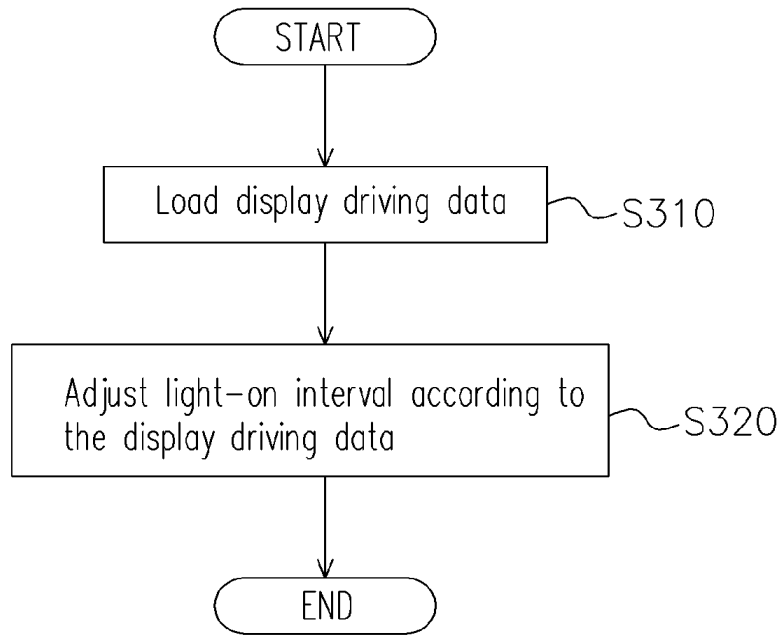 START
Load display driving data
S310
Adjust light-on interval according to
the display driving data
S320
END